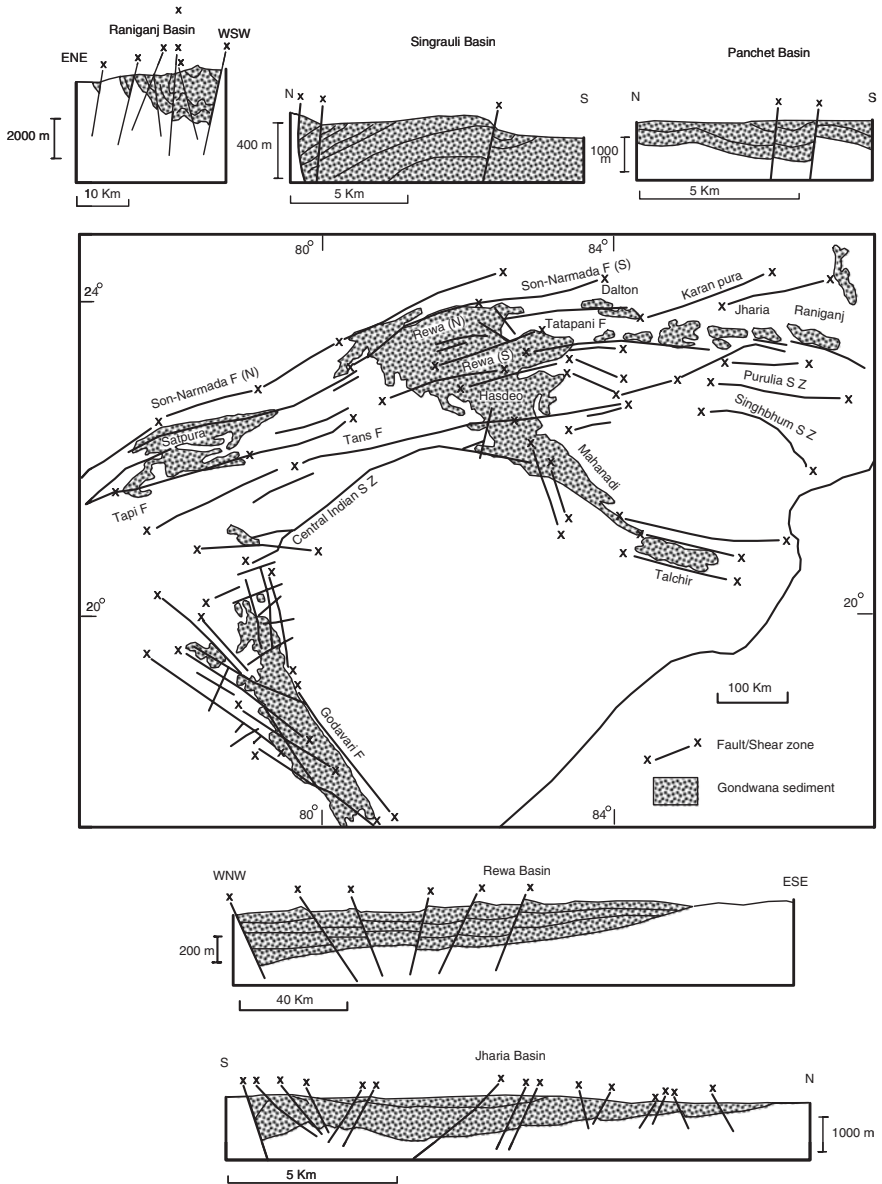 x
Raniganj Basin
ENE
WSW
x x x x x x x
2000 m
10 Km
Singrauli Basin
N
S
x x x
400 m
5 Km
Panchet Basin
N
S
x x
1000
m
5 Km
80°
84°
24°
Son-Narmada F (S)
Dalton
Karan pura
Jharia
Raniganj
Rewa (N)
Tatapani F
Rewa (S)
Son-Narmada F (N)
Hasdeo
Purulia S Z
Singhbhum S Z
Satpura
Tans F
Mahanadi
Tapi F
Central Indian S Z
Talchir
20°
20°
100 Km
Godavari F
x x Fault/Shear zone
Gondwana sediment
80°
84°
Rewa Basin
WNW
ESE
x x x x x x
200 m
40 Km
Jharia Basin
S
N
x x x x x x x x x x x x x x x
1000 m
5 Km